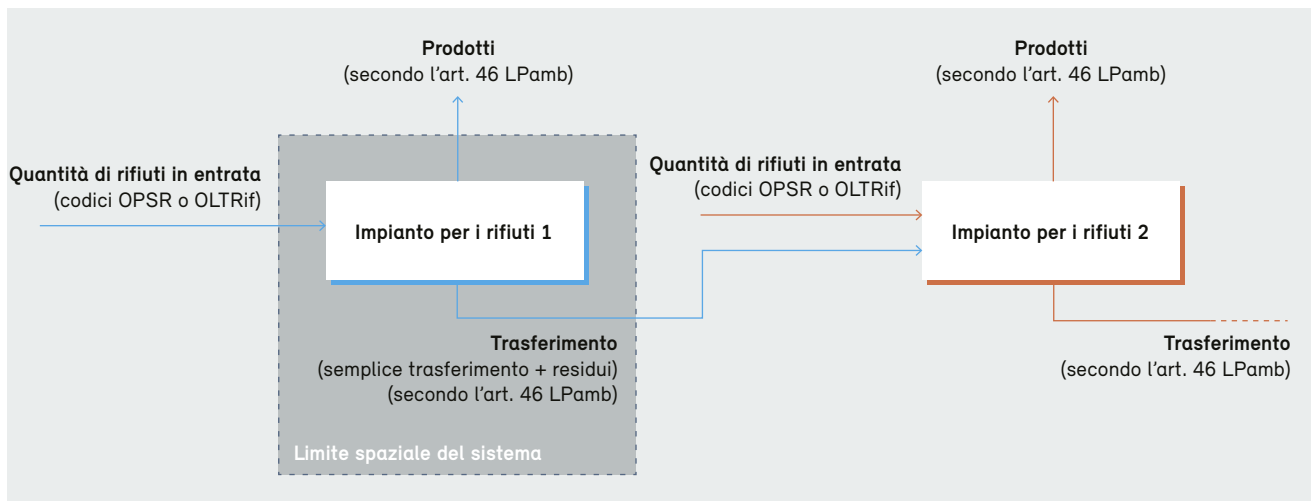 Prodotti
(secondo l'art. 46 LPamb)
Prodotti
(secondo l'art. 46 LPamb)
Quantità di rifiuti in entrata
(codici OPSR o OLTRif)
Quantità di rifiuti in entrata
(codici OPSR o OLTRif)
Impianto per i rifiuti 1
Impianto per i rifiuti 2
Trasferimento
(semplice trasferimento + residui)
(secondo l'art. 46 LPamb)
Trasferimento
(secondo l'art. 46 LPamb)
Limite spaziale del sistema